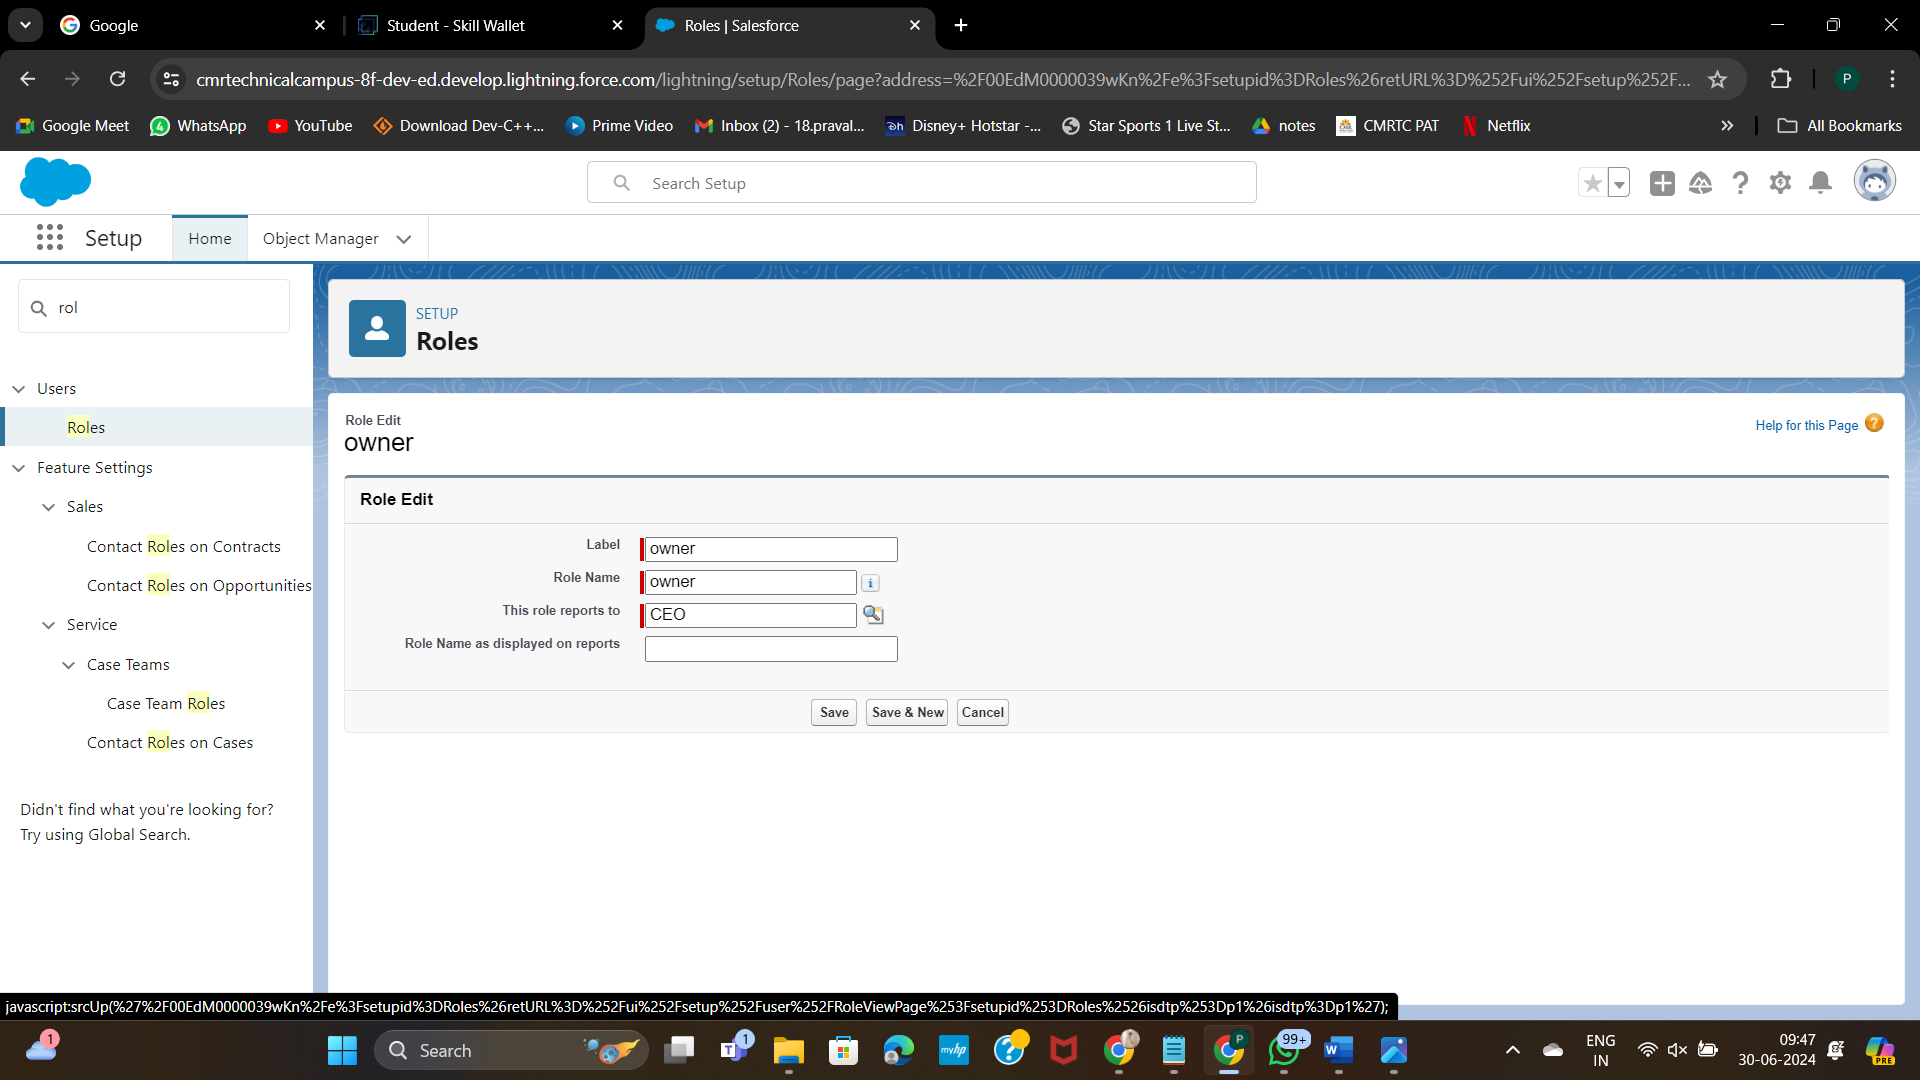 Google
Student - Skill Wallet
Roles | Salesforce
cmrtechnicalcampus-8f-dev-ed.develop.lightning.force.com/lightning/setup/Roles/page?address=%2F00EdM0000039wKn%2Fe%3Fsetupid%3DRoles%26retURL%3D%252Fui%252Fsetup%252F...
P
Google Meet
WhatsApp
YouTube
Download Dev-C++...
Prime Video
Inbox (2) - 18.praval...
Disney+ Hotstar -...
Star Sports 1 Live St...
notes
CMRTC PAT
Netflix
All Bookmarks
Search Setup
Setup
Home
Object Manager
rol
SETUP
Roles
Users
Roles
Feature Settings
Sales
Contact Roles on Contracts
Contact Roles on Opportunities
Service
Case Teams
Case Team Roles
Contact Roles on Cases
Didn't find what you're looking for?
Try using Global Search.
Role Edit
owner
Help for this Page
Role Edit
Label owner
Role Name owner
This role reports to CEO
Role Name as displayed on reports
Save
Save & New
Cancel
javascript:srcUp(%27%2F00EdM0000039wKn%2Fe%3Fsetupid%3DRoles%26retURL%3D%252Fui%252Fsetup%252Fuser%252FRoleViewPage%253Fsetupid%253DRoles%2526isdtp%253Dp1%26isdtp%3Dp1%27);
1
Search
1
myhp
P
99+
W
ENG
IN
09:47
30-06-2024
PRE